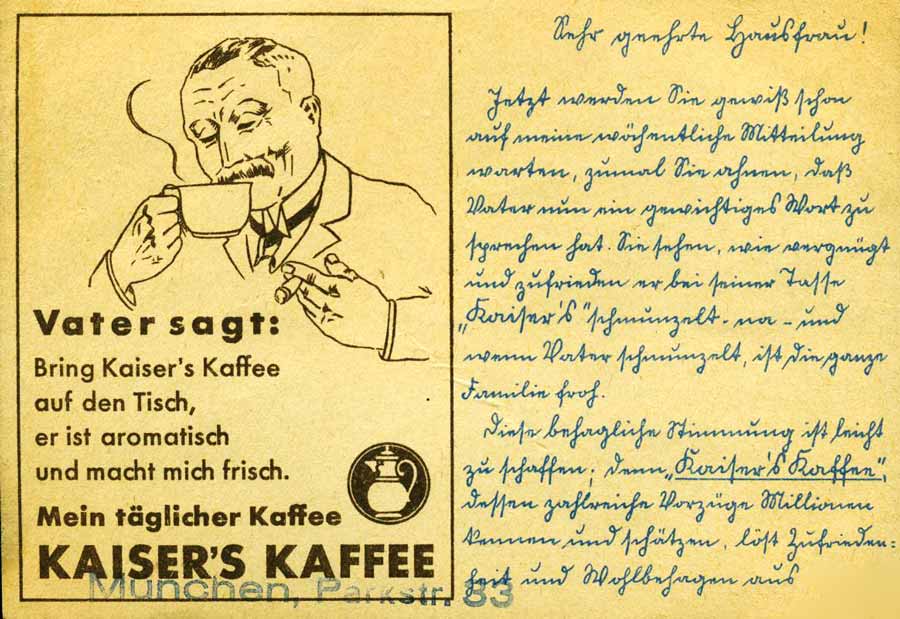 Vater sagt:
Bring Kaiser's Kaffee
auf den Tisch,
er ist aromatisch
und macht mich frisch.
Mein täglicher Kaffee
KAISER'S KAFFEE
München, Parkstr. 33
Sehr geehrte Hausfrau!
Jetzt werden Sie gewiß schon
auf meine wöchentliche Mitteilung
warten, zumal Sie ahnen, daß
Vater nun ein gewichtiges Wort zu
sprechen hat. Sie sehen, wie vergnügt
und zufrieden er bei seiner Tasse
„Kaiser's" schmunzelt - na - und
wenn Vater schmunzelt, ist die ganze
Familie froh.
Diese behagliche Stimmung ist leicht
zu schaffen; denn „Kaiser's Kaffee",
dessen zahlreiche Vorzüge Millionen
kennen und schätzen, löst Zufrieden=
heit und Wohlbehagen aus